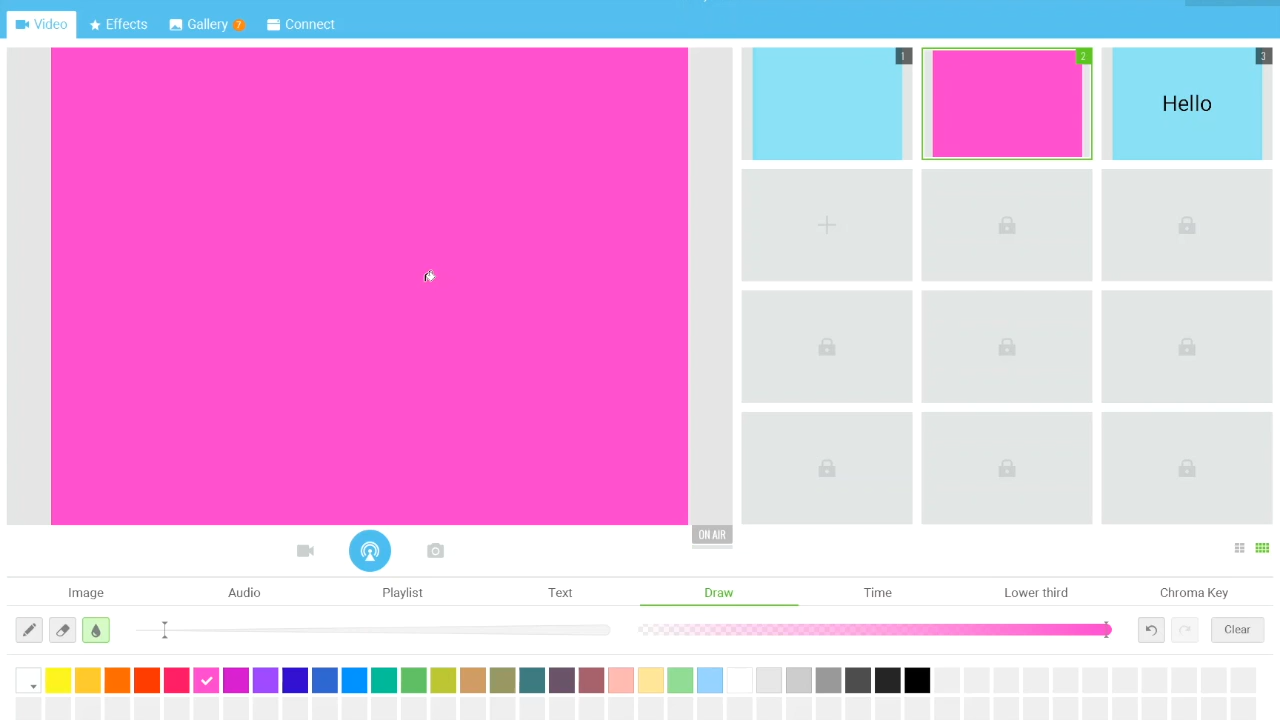 Video Effects Gallery 7 Connect
1 2 3
Hello
ON AIR
Image Audio Playlist Text Draw Time Lower third Chroma Key
Clear